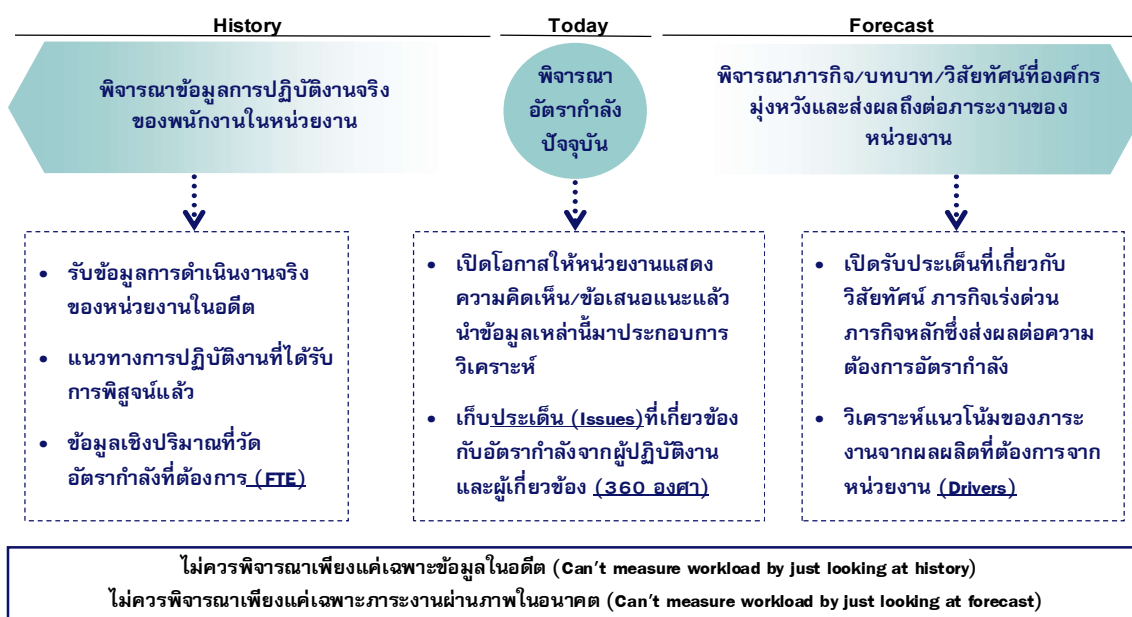 History
Today
Forecast
พิจารณาข้อมูลการปฏิบัติงานจริง
ของพนักงานในหน่วยงาน
พิจารณา
อัตรากำลัง
ปัจจุบัน
พิจารณาภารกิจ/บทบาท/วิสัยทัศน์ที่องค์กร
มุ่งหวังและส่งผลถึงต่อภาระงานของ
หน่วยงาน
• รับข้อมูลการดำเนินงานจริง
ของหน่วยงานในอดีต
• แนวทางการปฏิบัติงานที่ได้รับ
การพิสูจน์แล้ว
• ข้อมูลเชิงปริมาณที่วัด
อัตรากำลังที่ต้องการ (FTE)
• เปิดโอกาสให้หน่วยงานแสดง
ความคิดเห็น/ข้อเสนอแนะแล้ว
นำข้อมูลเหล่านี้มาประกอบการ
วิเคราะห์
• เก็บประเด็น (Issues)ที่เกี่ยวข้อง
กับอัตรากำลังจากผู้ปฏิบัติงาน
และผู้เกี่ยวข้อง (360 องศา)
• เปิดรับประเด็นที่เกี่ยวกับ
วิสัยทัศน์ ภารกิจเร่งด่วน
ภารกิจหลักซึ่งส่งผลต่อความ
ต้องการอัตรากำลัง
• วิเคราะห์แนวโน้มของภาระ
งานจากผลผลิตที่ต้องการจาก
หน่วยงาน (Drivers)
ไม่ควรพิจารณาเพียงแค่เฉพาะข้อมูลในอดีต (Can't measure workload by just looking at history)
ไม่ควรพิจารณาเพียงแค่เฉพาะภาระงานผ่านภาพในอนาคต (Can't measure workload by just looking at forecast)